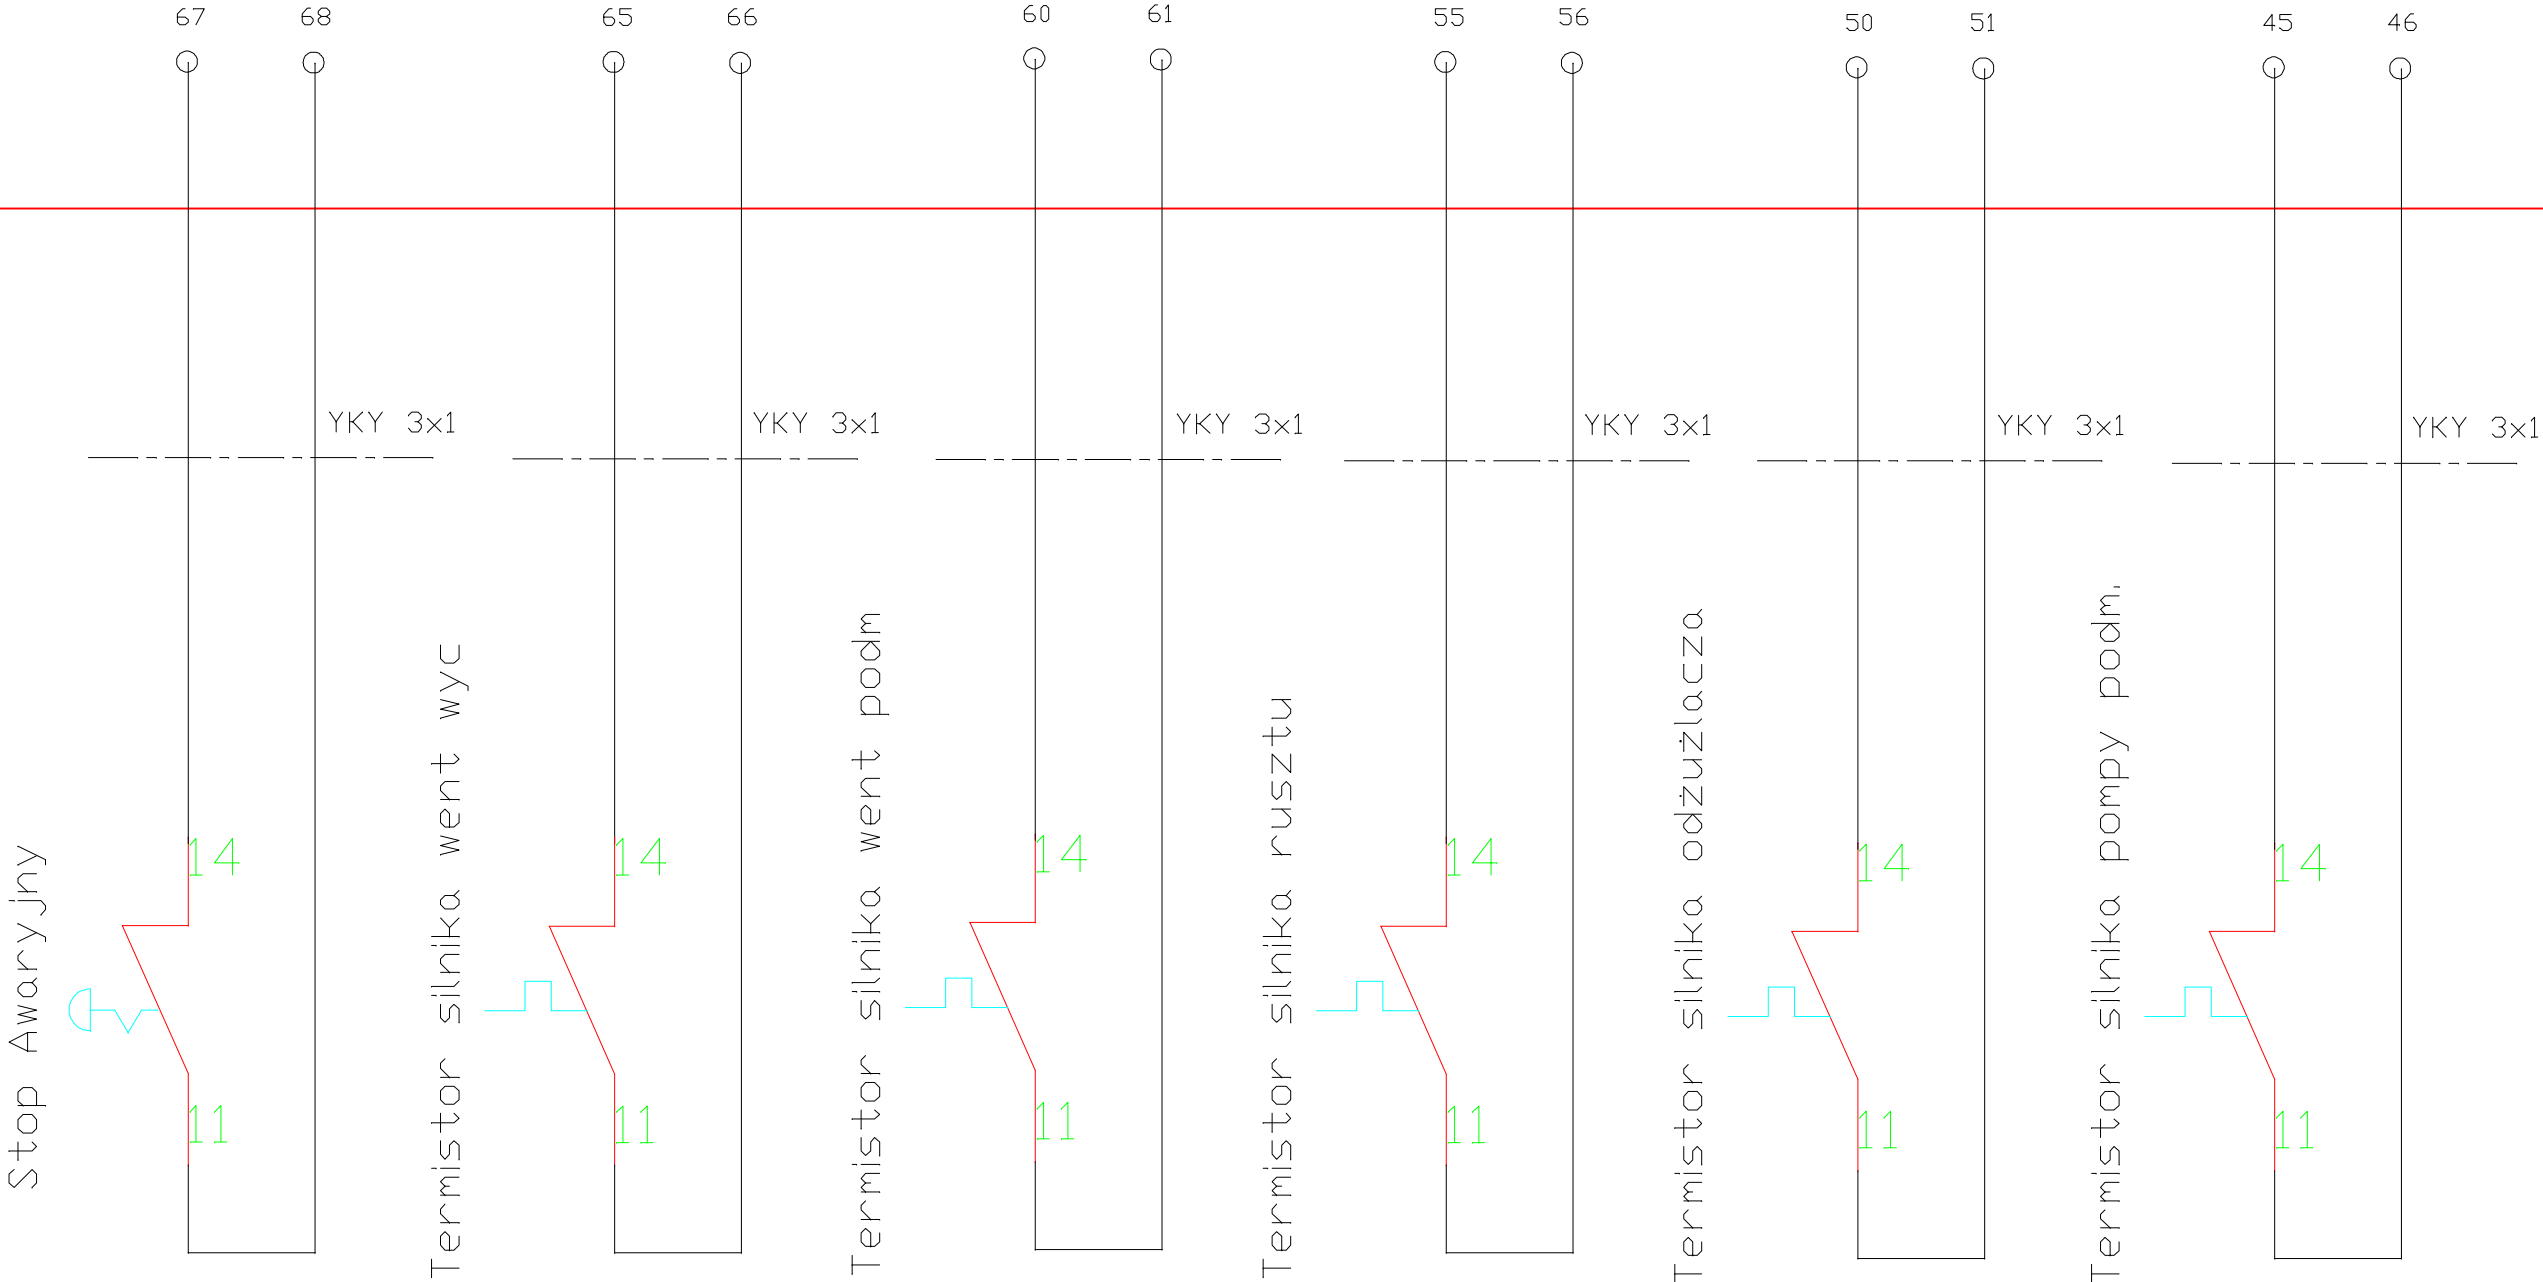 67 68 65 66 60 61 55 56 50 51 45 46
YKY 3x1 YKY 3x1 YKY 3x1 YKY 3x1 YKY 3x1 YKY 3x1
Stop Awaryjny
Termistor silnika went wyc
Termistor silnika went podm
Termistor silnika rusztu
Termistor silnika odżużlacza
Termistor silnika pompy podm.
14 14 14 14 14 14
11 11 11 11 11 11